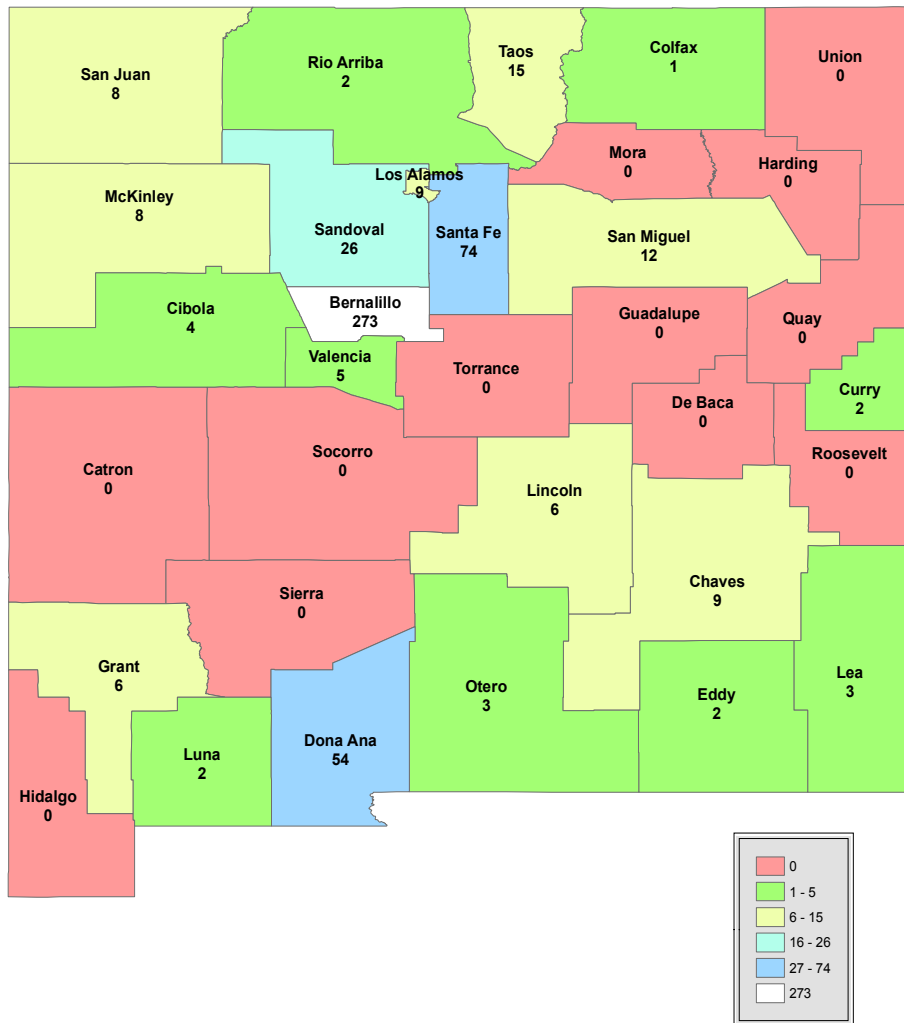 San Juan
8
Rio Arriba
2
Taos
15
Colfax
1
Union
0
Mora
0
Harding
0
McKinley
8
Los Alamos
9
Sandoval
26
Santa Fe
74
San Miguel
12
Cibola
4
Bernalillo
273
Guadalupe
0
Quay
0
Valencia
5
Torrance
0
De Baca
0
Curry
2
Catron
0
Socorro
0
Roosevelt
0
Lincoln
6
Chaves
9
Sierra
0
Grant
6
Otero
3
Eddy
2
Lea
3
Luna
2
Dona Ana
54
Hidalgo
0
0
1 - 5
6 - 15
16 - 26
27 - 74
273